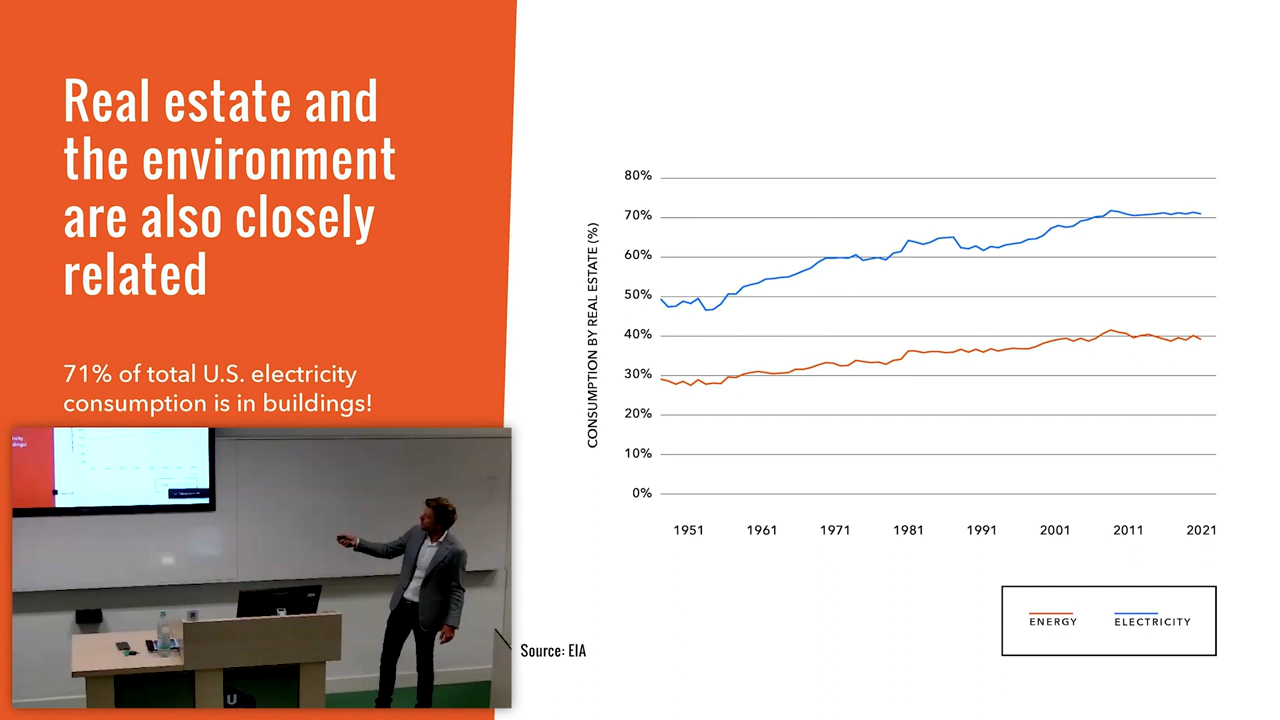 Real estate and
the environment
are also closely
related
71% of total U.S. electricity
consumption is in buildings!
CONSUMPTION BY REAL ESTATE (%)
80%
70%
60%
50%
40%
30%
20%
10%
0%
1951 1961 1971 1981 1991 2001 2011 2021
ENERGY ELECTRICITY
Source: EIA
U